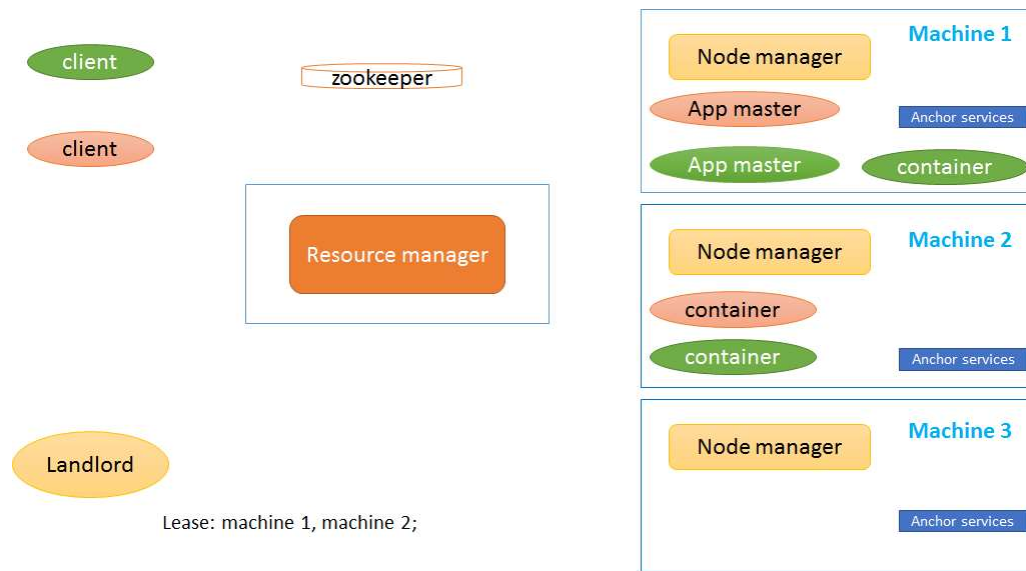 client
client
zookeeper
Resource manager
Landlord
Lease: machine 1, machine 2;
Machine 1
Node manager
App master
Anchor services
App master
container
Machine 2
Node manager
container
container
Anchor services
Machine 3
Node manager
Anchor services